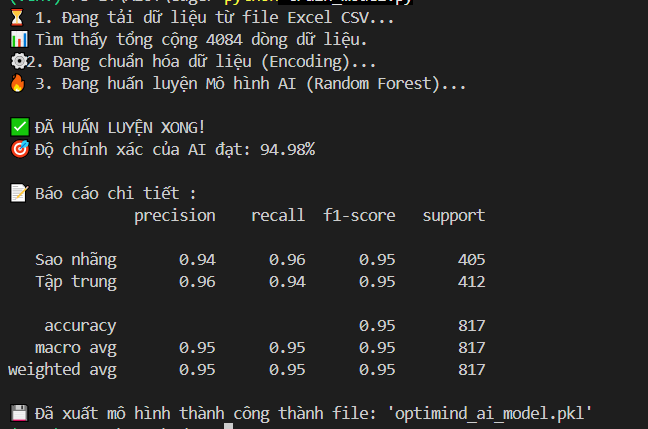 1. Đang tải dữ liệu từ file Excel CSV...
Tìm thấy tổng cộng 4084 dòng dữ liệu.
2. Đang chuẩn hóa dữ liệu (Encoding)...
3. Đang huấn luyện Mô hình AI (Random Forest)...
ĐÃ HUẤN LUYỆN XONG!
Độ chính xác của AI đạt: 94.98%
Báo cáo chi tiết :
precision recall f1-score support
Sao nhãng 0.94 0.96 0.95 405
Tập trung 0.96 0.94 0.95 412
accuracy 0.95 817
macro avg 0.95 0.95 0.95 817
weighted avg 0.95 0.95 0.95 817
Đã xuất mô hình thành công thành file: 'optimind_ai_model.pkl'